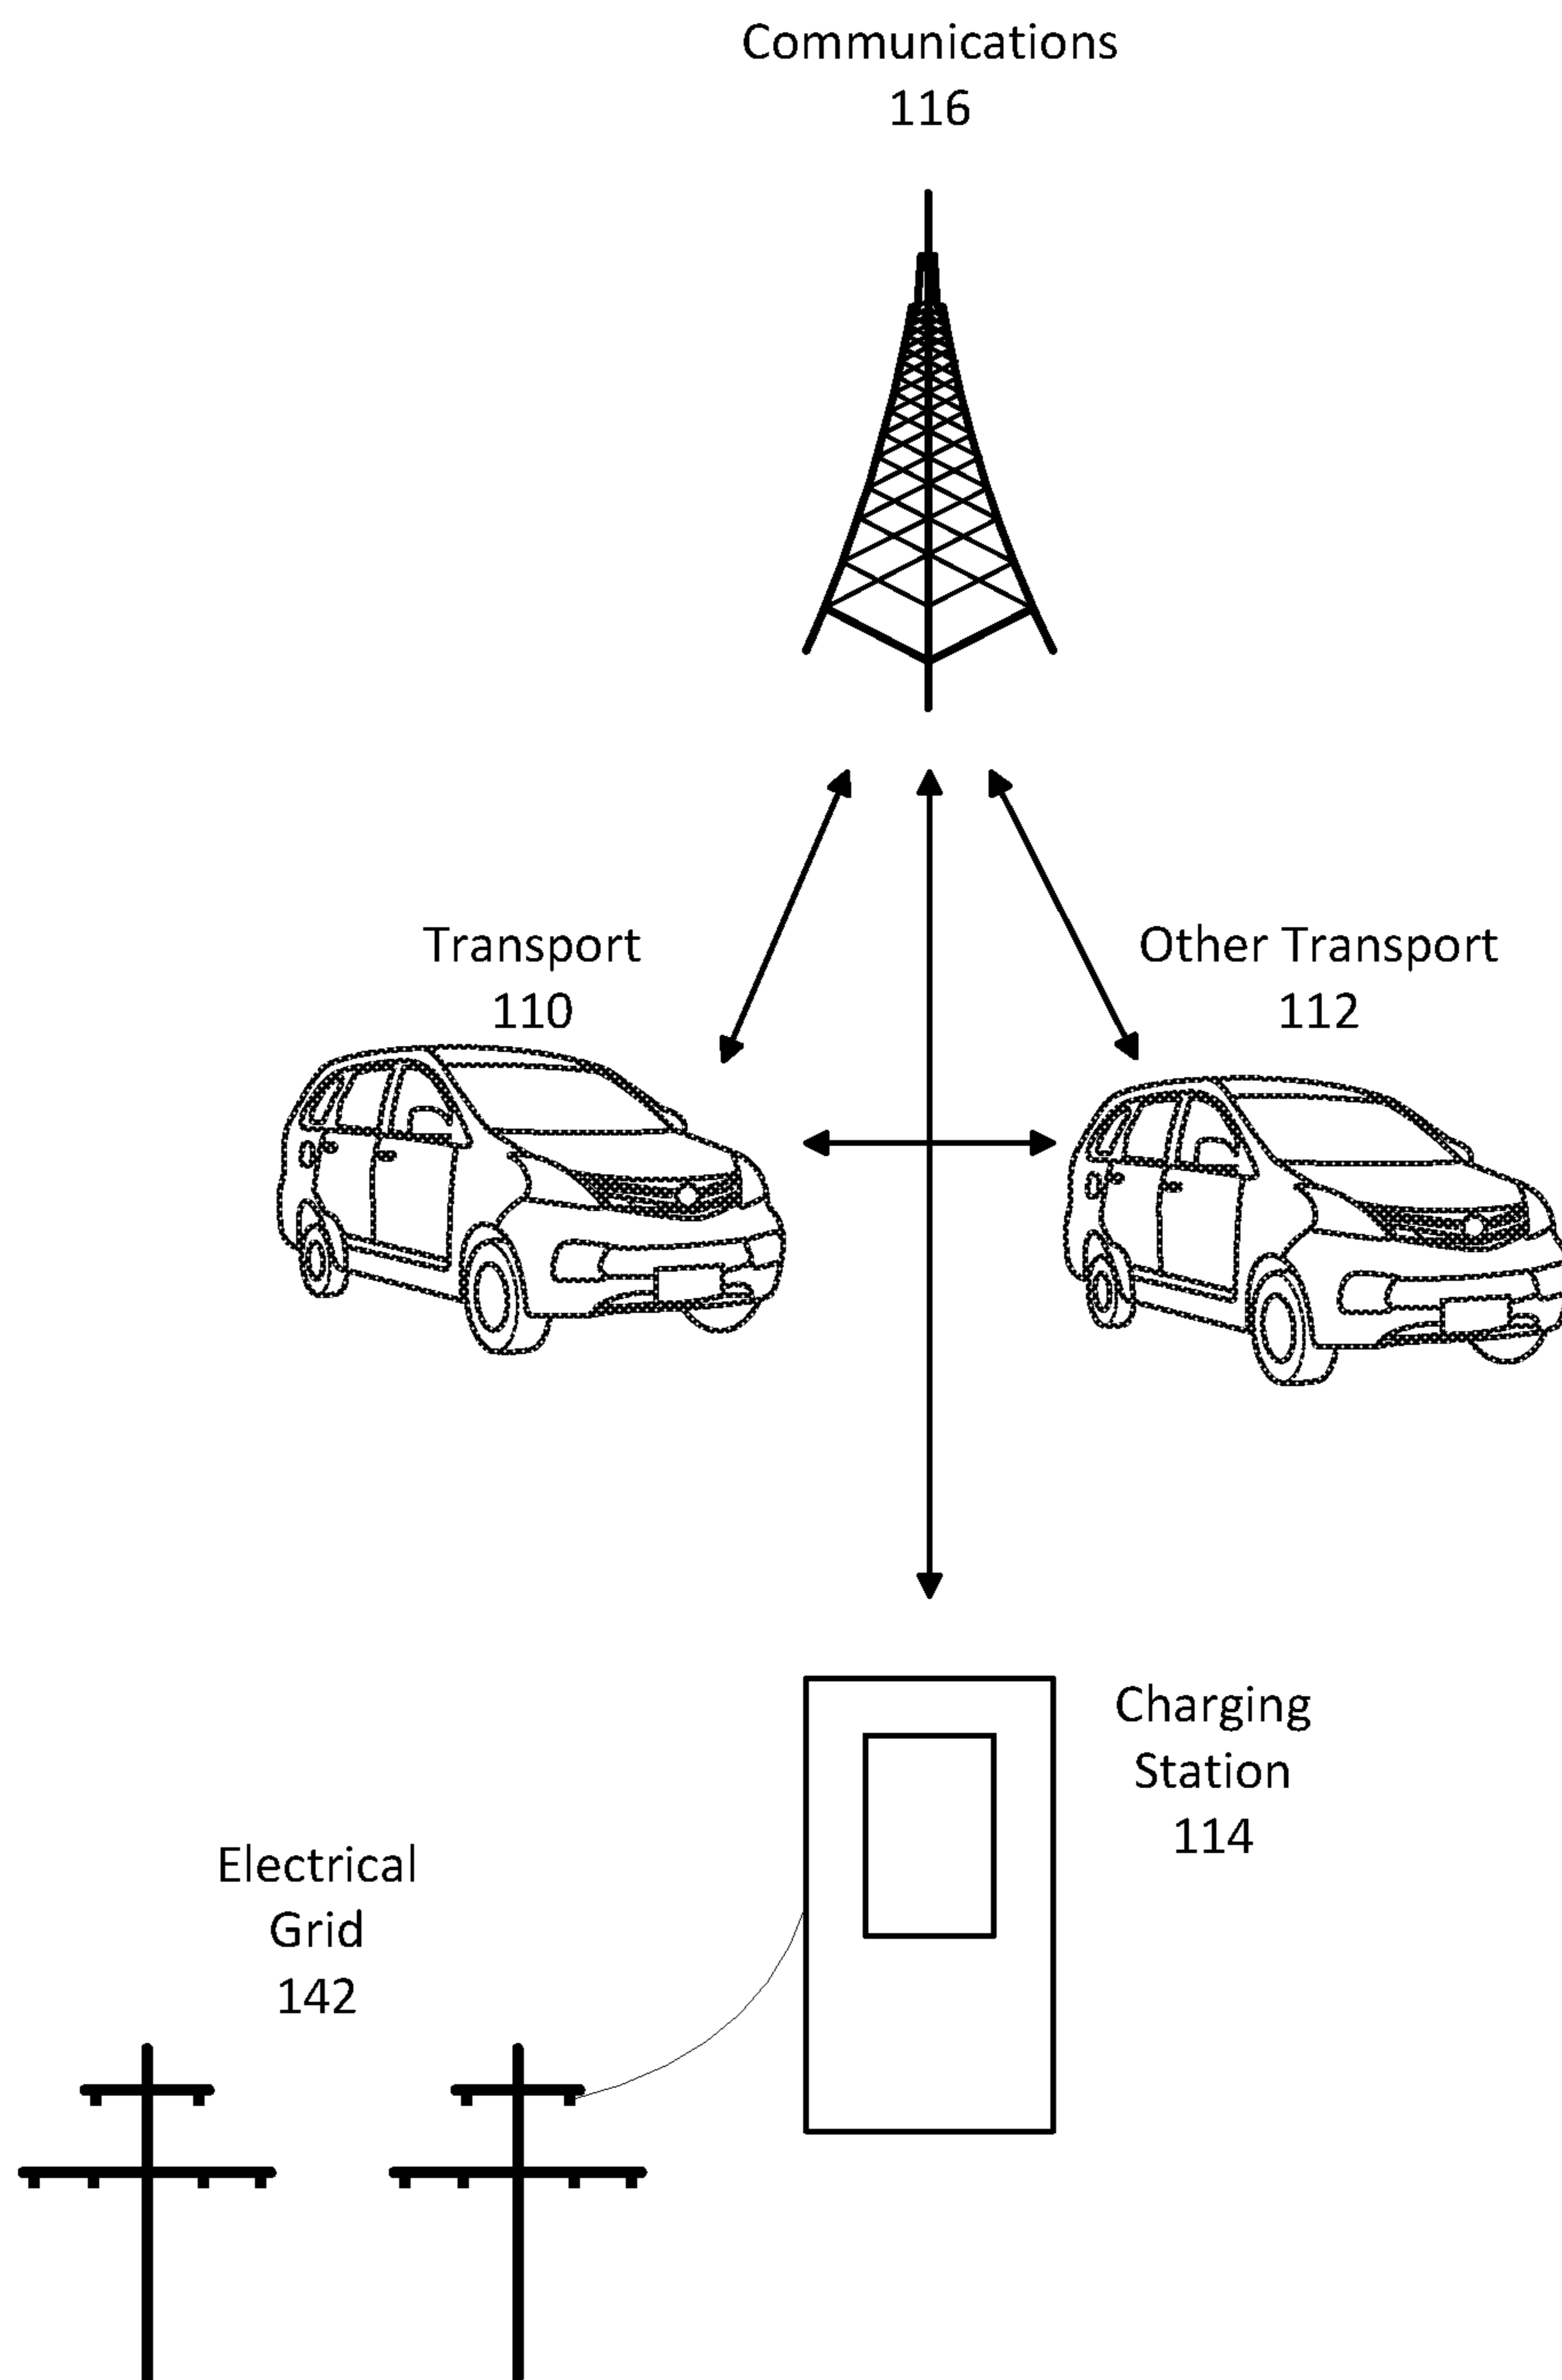 Communications
116
Transport
110
Other Transport
112
Charging
Station
114
Electrical
Grid
142